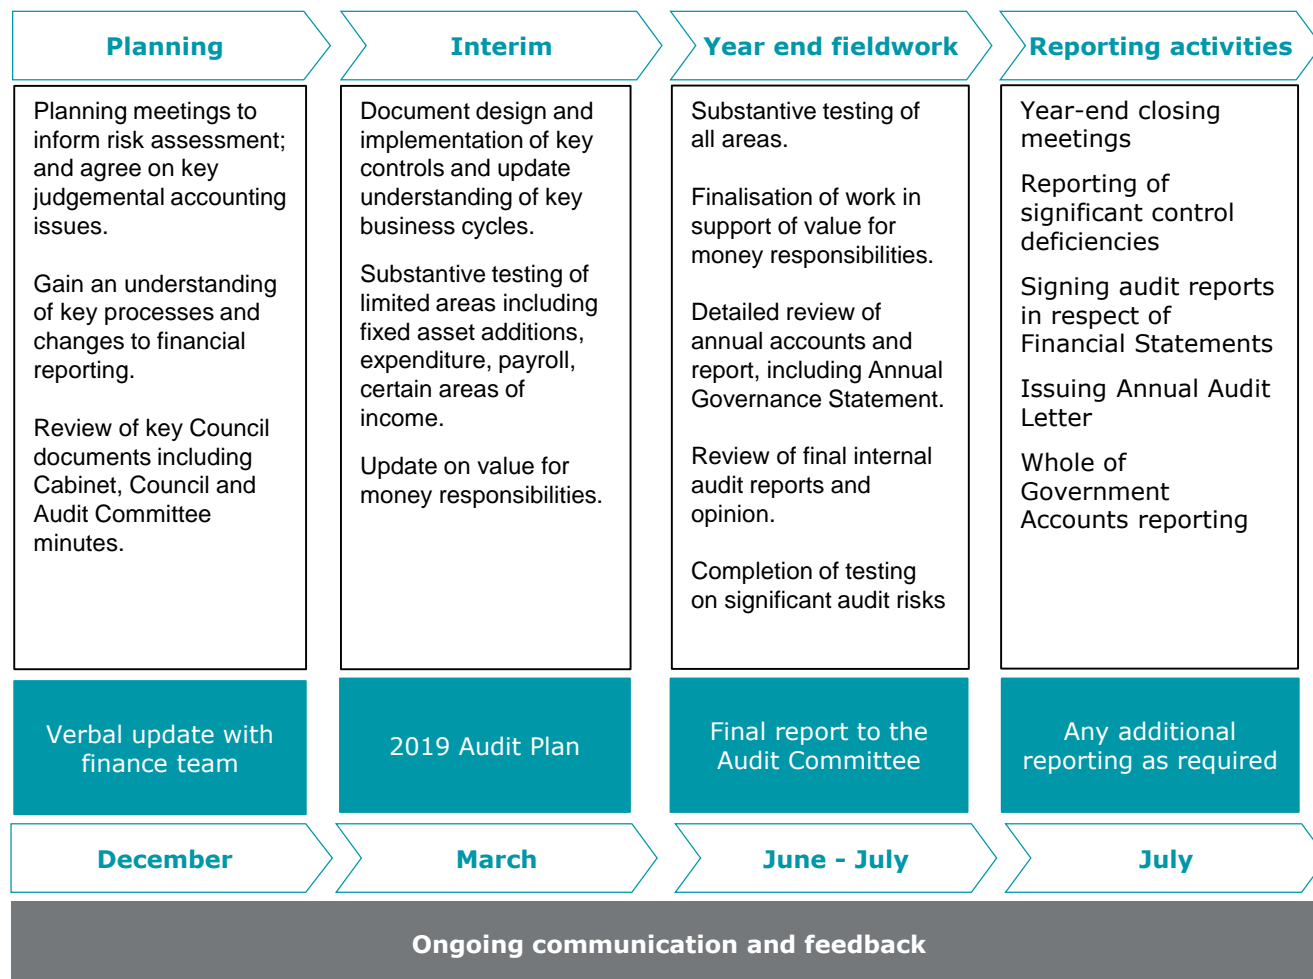 Planning
Interim
Year end fieldwork
Reporting activities
Planning meetings to
inform risk assessment;
and agree on key
judgemental accounting
issues.
Gain an understanding
of key processes and
changes to financial
reporting.
Review of key Council
documents including
Cabinet, Council and
Audit Committee
minutes.
Document design and
implementation of key
controls and update
understanding of key
business cycles.
Substantive testing of
limited areas including
fixed asset additions,
expenditure, payroll,
certain areas of
income.
Update on value for
money responsibilities.
Substantive testing of
all areas.
Finalisation of work in
support of value for
money responsibilities.
Detailed review of
annual accounts and
report, including Annual
Governance Statement.
Review of final internal
audit reports and
opinion.
Completion of testing
on significant audit risks
Year-end closing
meetings
Reporting of
significant control
deficiencies
Signing audit reports
in respect of
Financial Statements
Issuing Annual Audit
Letter
Whole of
Government
Accounts reporting
Verbal update with
finance team
2019 Audit Plan
Final report to the
Audit Committee
Any additional
reporting as required
December
March
June - July
July
Ongoing communication and feedback